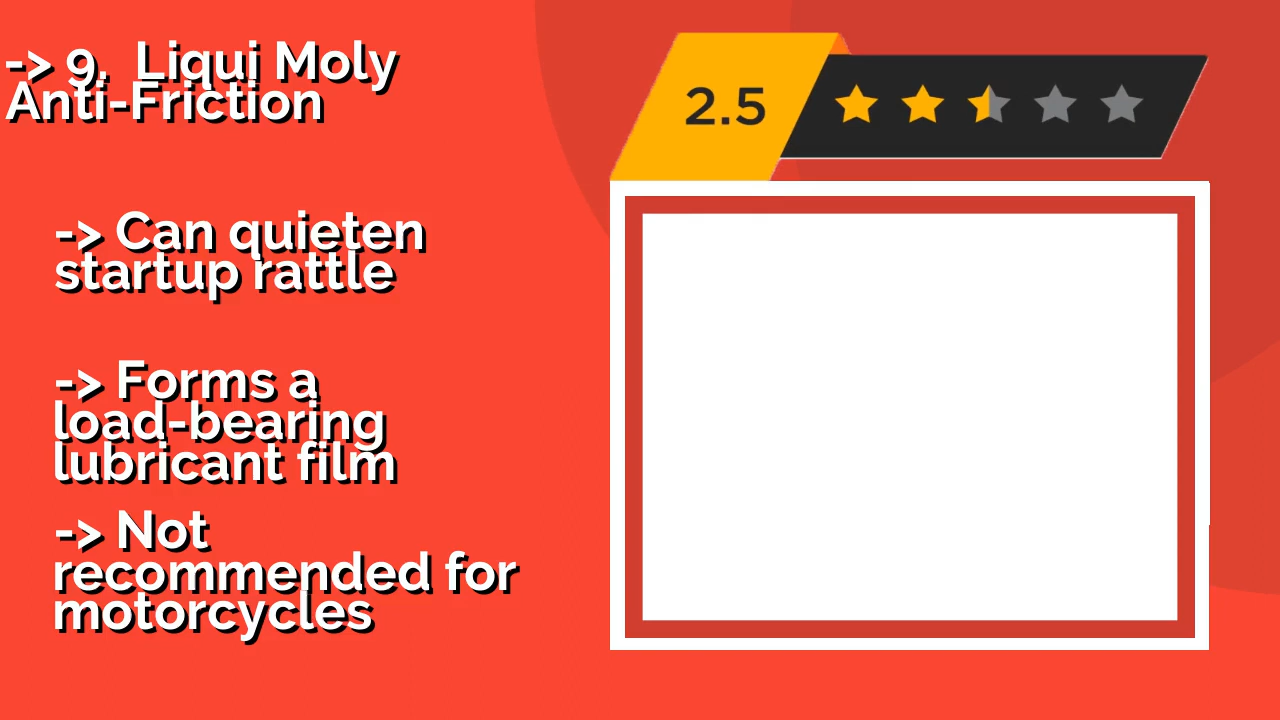 -> 9.  Liqui Moly
Anti-Friction
2.5
-> Can quieten
startup rattle
-> Forms a
load-bearing
lubricant film
-> Not
recommended for
motorcycles